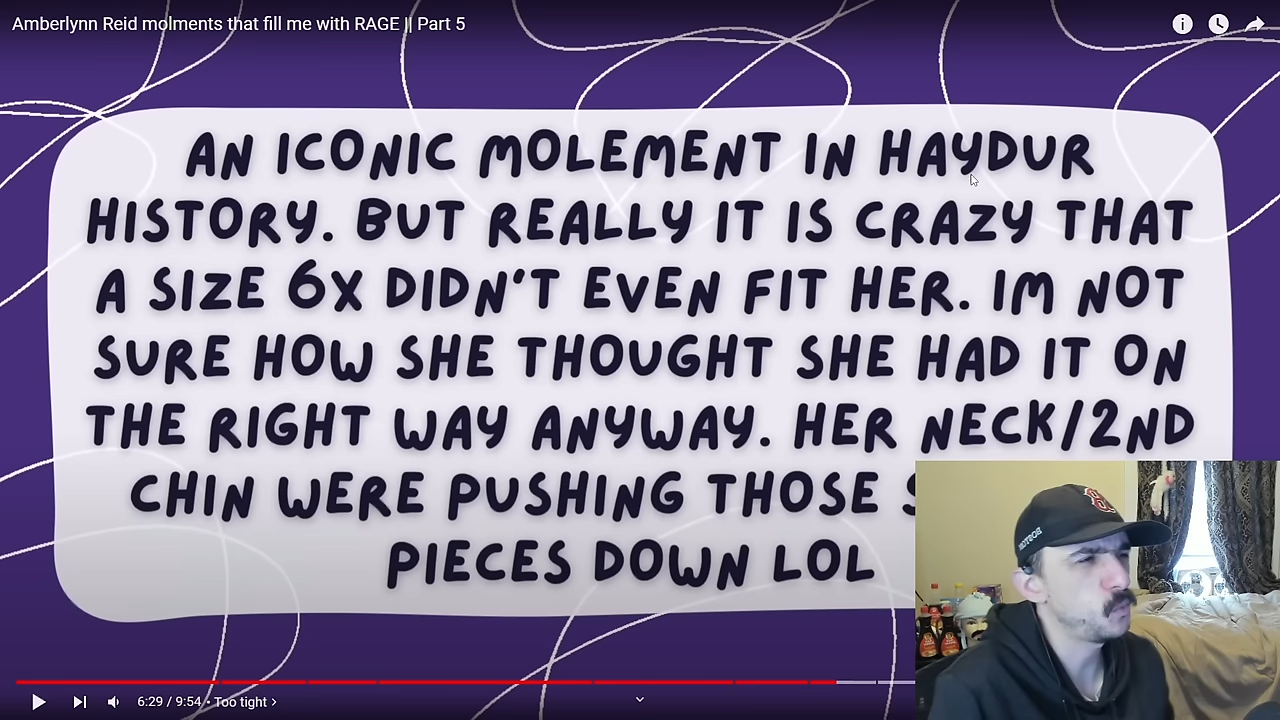 Amberlynn Reid molments that fill me with RAGE || Part 5
AN ICONIC MOLEMENT IN HAYDUR
HISTORY. BUT REALLY IT IS CRAZY THAT
A SIZE 6X DIDN'T EVEN FIT HER. IM NOT
SURE HOW SHE THOUGHT SHE HAD IT ON
THE RIGHT WAY ANYWAY. HER NECK/2ND
CHIN WERE PUSHING THOSE
PIECES DOWN LOL
BOSTON
6:29 / 9:54 • Too tight >